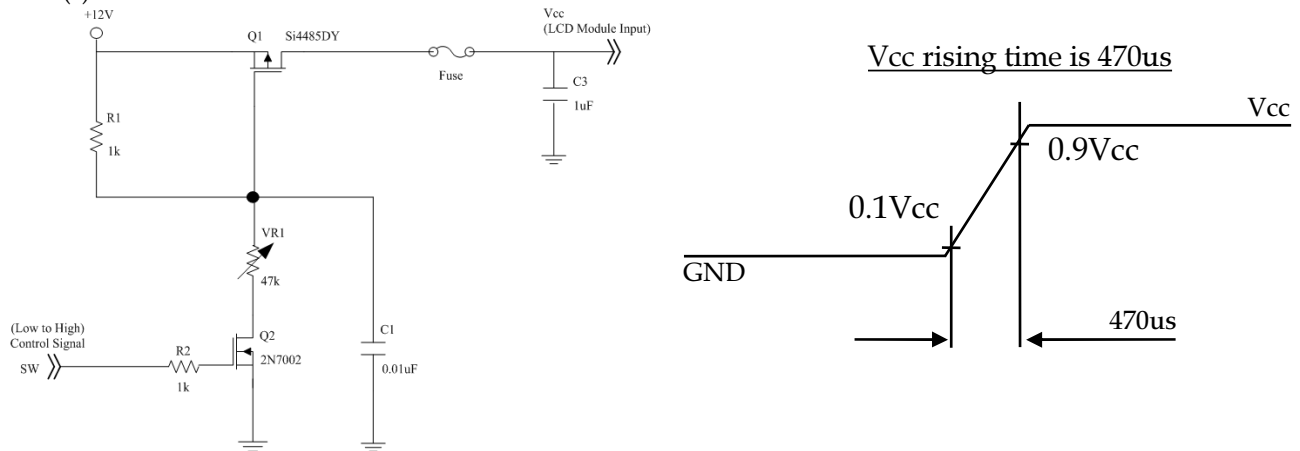 +12V
Q1
Si4485DY
Vcc
(LCD Module Input)
Fuse
C3
1uF
R1
1k
VR1
47k
(Low to High)
Control Signal
SW
R2
1k
Q2
2N7002
C1
0.01uF
Vcc rising time is 470us
Vcc
0.9Vcc
0.1Vcc
GND
470us